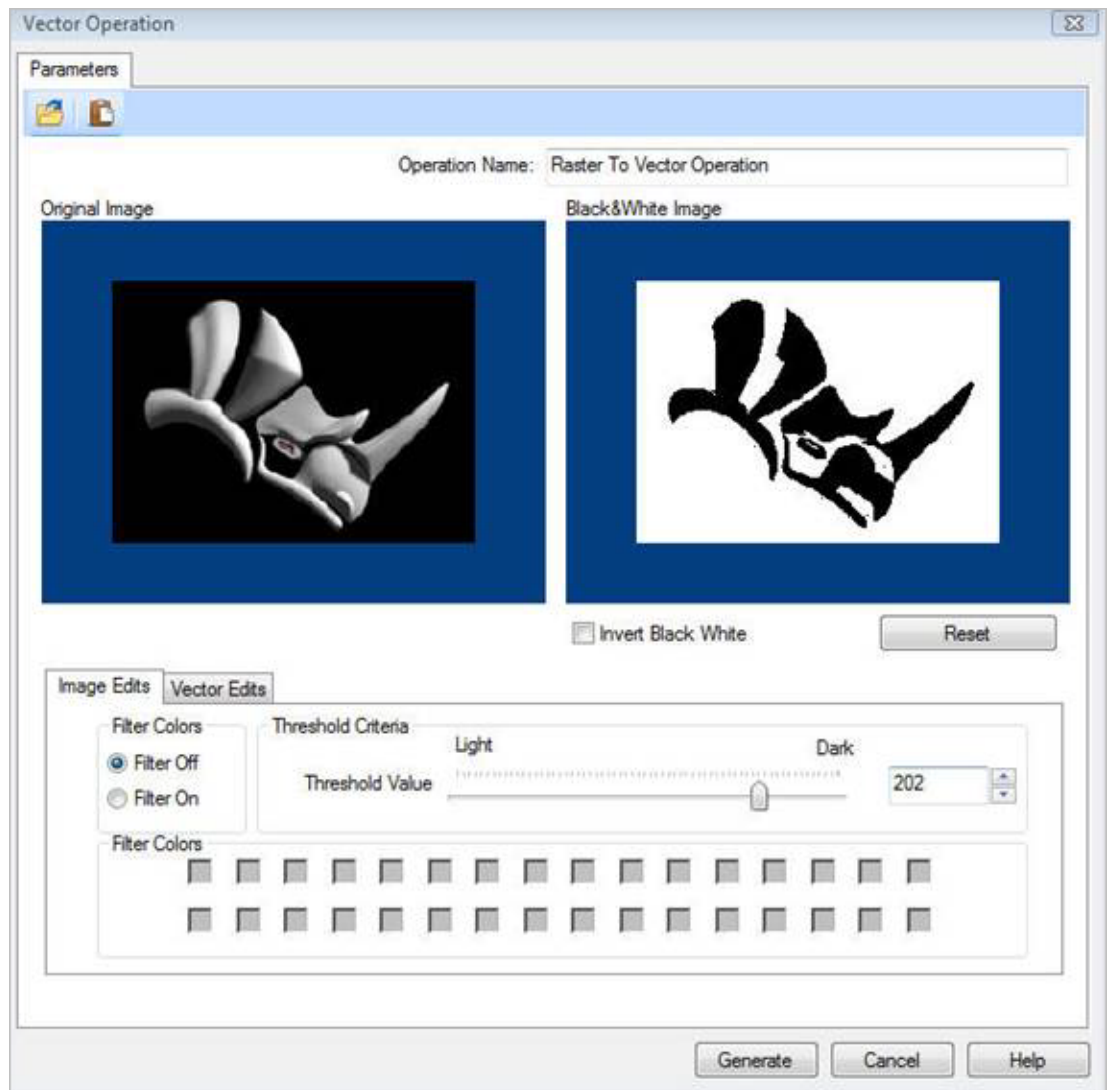 Vector Operation
Parameters
Operation Name: Raster To Vector Operation
Original Image
Black&White Image
Invert Black White
Reset
Image Edits
Vector Edits
Filter Colors
Filter Off
Filter On
Threshold Criteria
Light
Dark
Threshold Value
202
Filter Colors
Generate
Cancel
Help